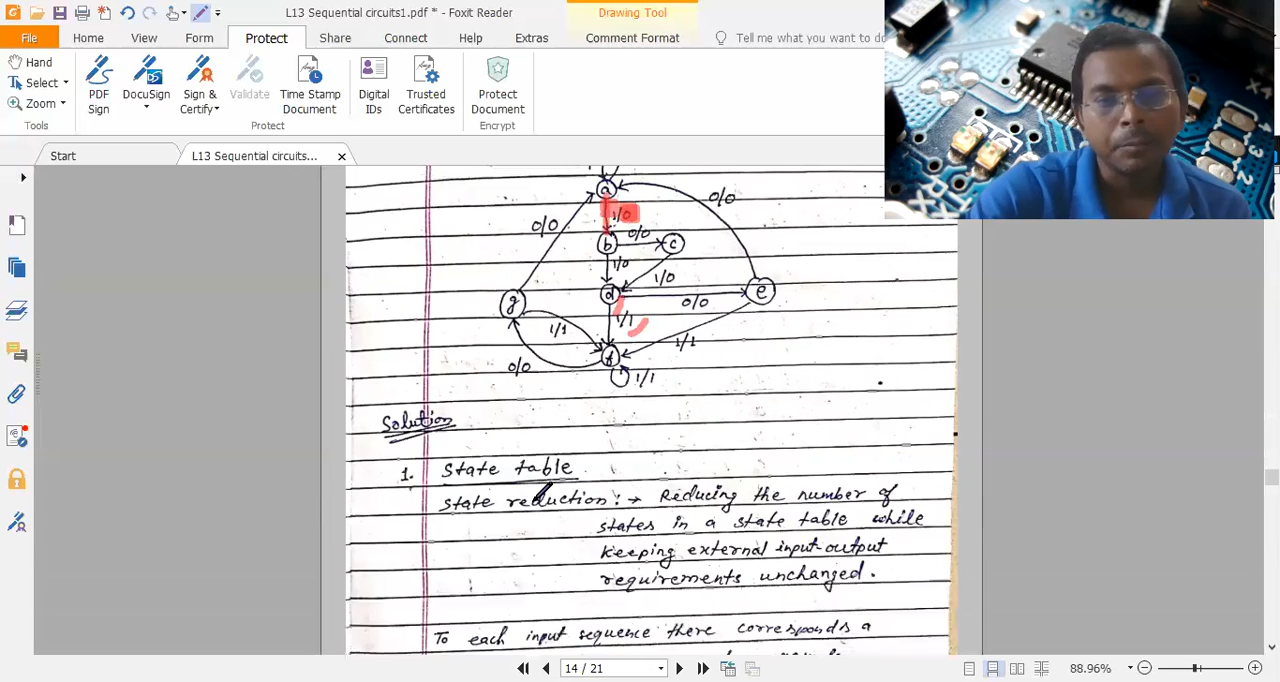 L13 Sequential circuits1.pdf * - Foxit Reader
Drawing Tool
File
Home
View
Form
Protect
Share
Connect
Help
Extras
Comment Format
Tell me what you want to do
Hand
Select
Zoom
Tools
PDF Sign
DocuSign
Sign & Certify
Validate
Time Stamp Document
Digital IDs
Trusted Certificates
Protect
Protect Document
Encrypt
Start
L13 Sequential circuits...
a
0/0
0/0
1/0
b
0/0
c
1/0
1/0
g
d
0/0
e
1/1
1/1
1/1
f
0/0
1/1
Solution
1. State table
State reduction :→ Reducing the number of
states in a state table while
keeping external input-output
requirements unchanged.
To each input sequence there corresponds a
14 / 21
88.96%